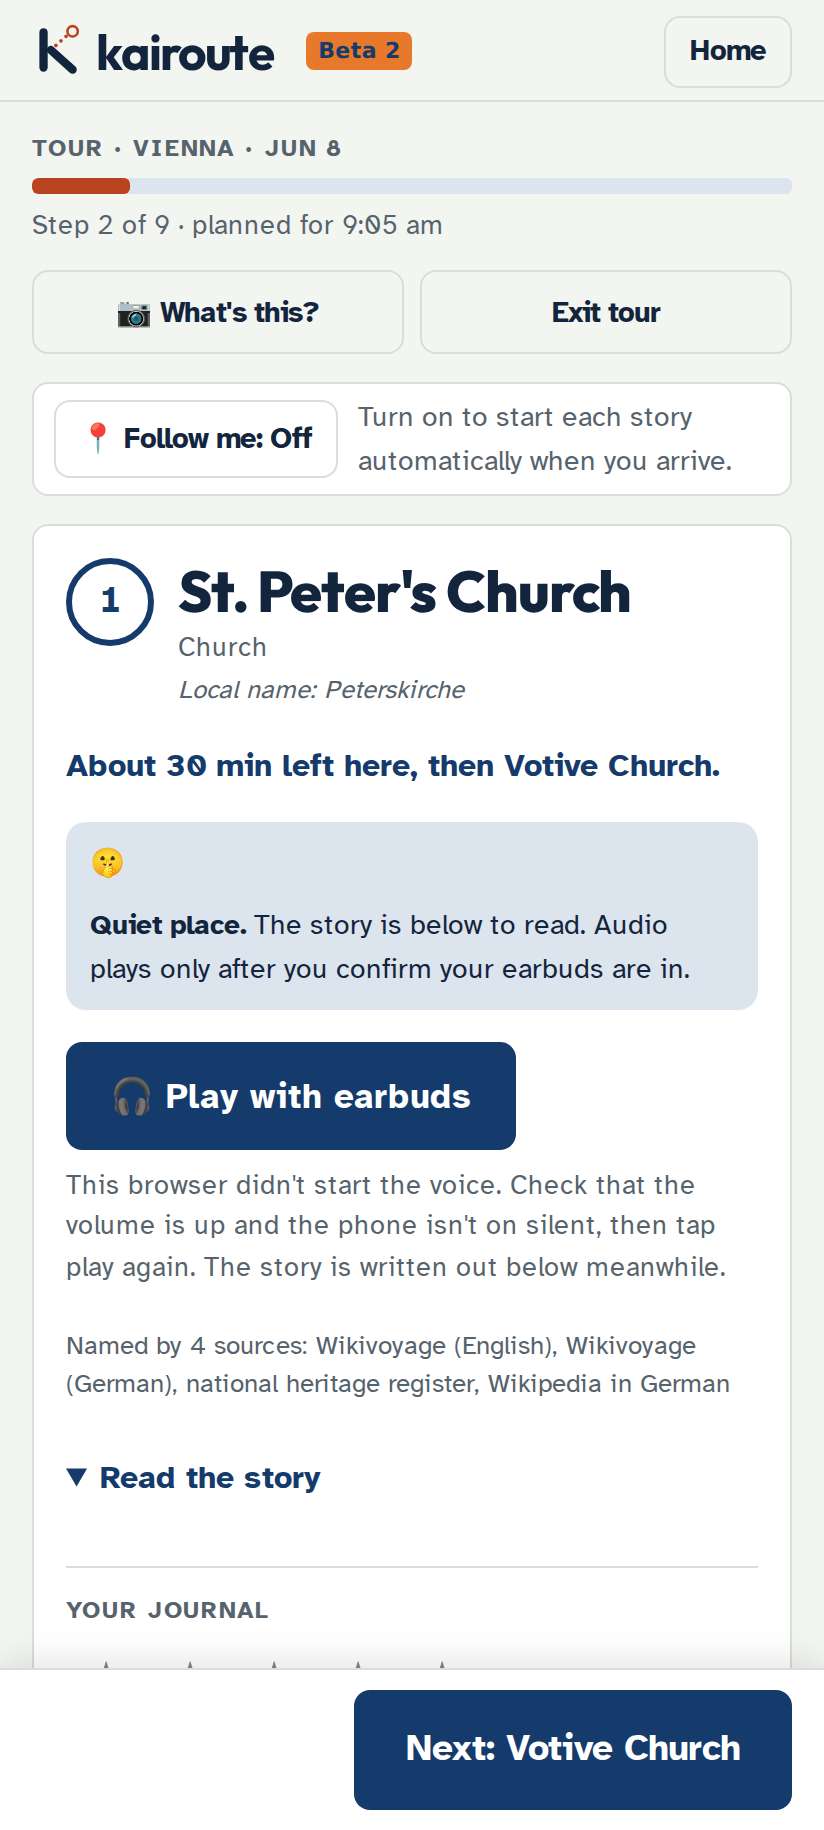 kairoute Beta 2 Home
TOUR · VIENNA · JUN 8
Step 2 of 9 · planned for 9:05 am
What's this? Exit tour
Follow me: Off
Turn on to start each story
automatically when you arrive.
1 St. Peter's Church
Church
Local name: Peterskirche
About 30 min left here, then Votive Church.
Quiet place. The story is below to read. Audio
plays only after you confirm your earbuds are in.
Play with earbuds
This browser didn't start the voice. Check that the
volume is up and the phone isn't on silent, then tap
play again. The story is written out below meanwhile.
Named by 4 sources: Wikivoyage (English), Wikivoyage
(German), national heritage register, Wikipedia in German
▼ Read the story
YOUR JOURNAL
Next: Votive Church